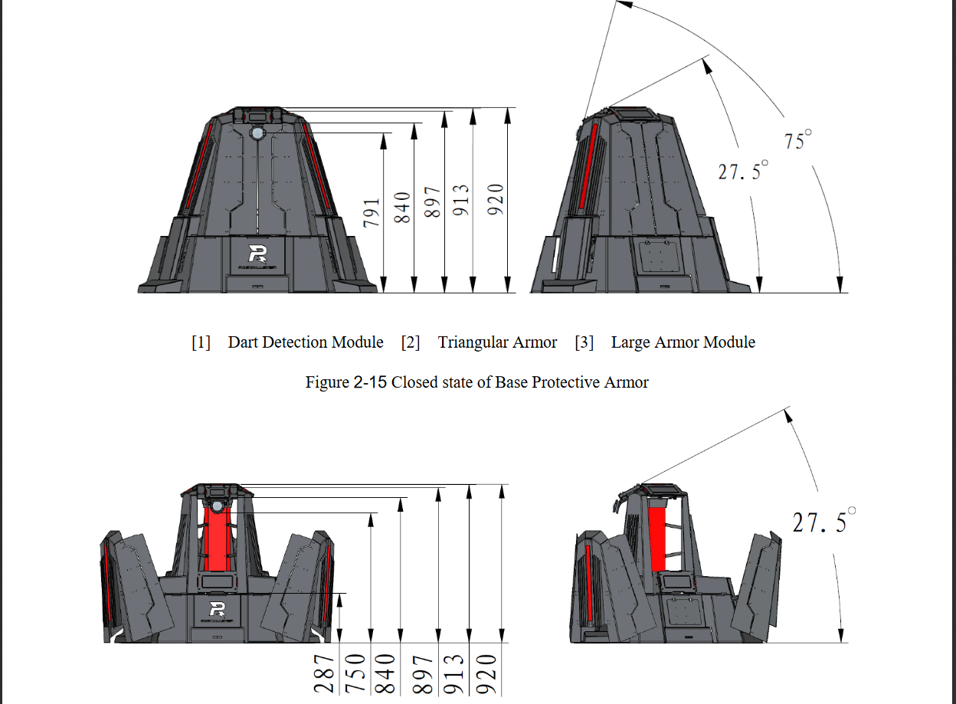 75°
27.5°
791 840 897 913 920
[1] Dart Detection Module [2] Triangular Armor [3] Large Armor Module
Figure 2-15 Closed state of Base Protective Armor
27.5°
287 750 840 897 913 920